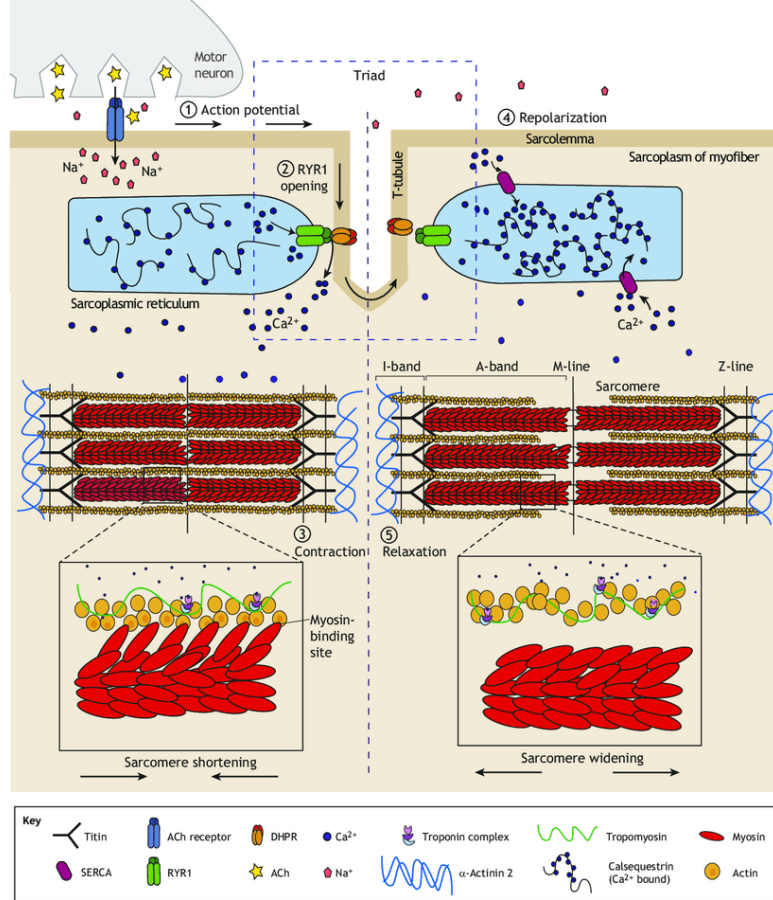 Motor
neuron
Triad
① Action potential
④ Repolarization
Sarcolemma
Sarcoplasm of myofiber
Na⁺
Na⁺
② RYR1
opening
T-tubule
Sarcoplasmic reticulum
Ca²⁺
Ca²⁺
I-band
A-band
M-line
Z-line
Sarcomere
③
Contraction
⑤
Relaxation
Myosin-
binding
site
Sarcomere shortening
Sarcomere widening
Key
Titin
ACh receptor
DHPR
Ca²⁺
Troponin complex
Tropomyosin
Myosin
SERCA
RYR1
ACh
Na⁺
α-Actinin 2
Calsequestrin
(Ca²⁺ bound)
Actin